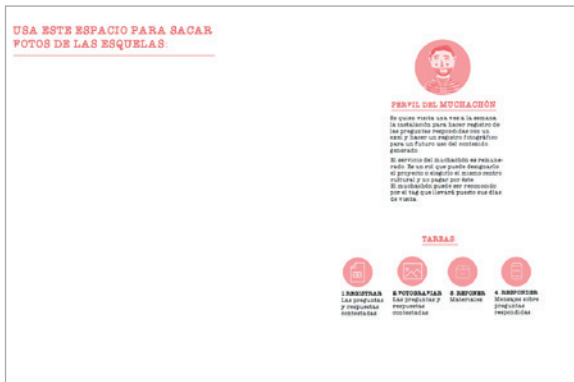 USA ESTE ESPACIO PARA SACAR
FOTOS DE LAS ESQUELAS:
PERFIL DEL MUCHACHÓN
Es quien visita una vez a la semana
la instalación para hacer registro de
las preguntas respondidas con un
exel y hacer un registro fotográfico
para un futuro uso del contenido
generado
El servicio del muchachón es remune-
rado. Es un rol que puede designarlo
el proyecto o elegirlo el mismo centro
cultural y no pagar por éste
El muchachón puede ser reconocido
por el tag que llevará puesto sus días
de visita.
TAREAS
1.REGISTRAR
Las preguntas
y respuestas
contestadas
2.FOTOGRAFIAR
Las preguntas y
respuestas
contestadas
3.REPONER
Materiales
4.RESPONDER
Mensajes sobre
preguntas
respondidas